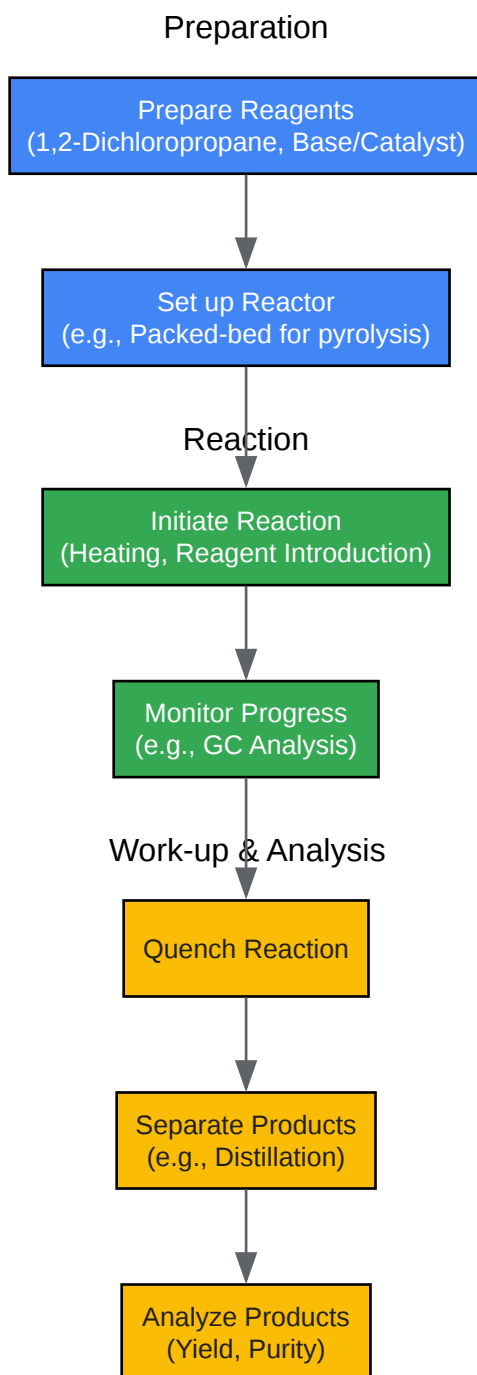 Preparation
Prepare Reagents
(1,2-Dichloropropane, Base/Catalyst)
Set up Reactor
(e.g., Packed-bed for pyrolysis)
Reaction
Initiate Reaction
(Heating, Reagent Introduction)
Monitor Progress
(e.g., GC Analysis)
Work-up & Analysis
Quench Reaction
Separate Products
(e.g., Distillation)
Analyze Products
(Yield, Purity)